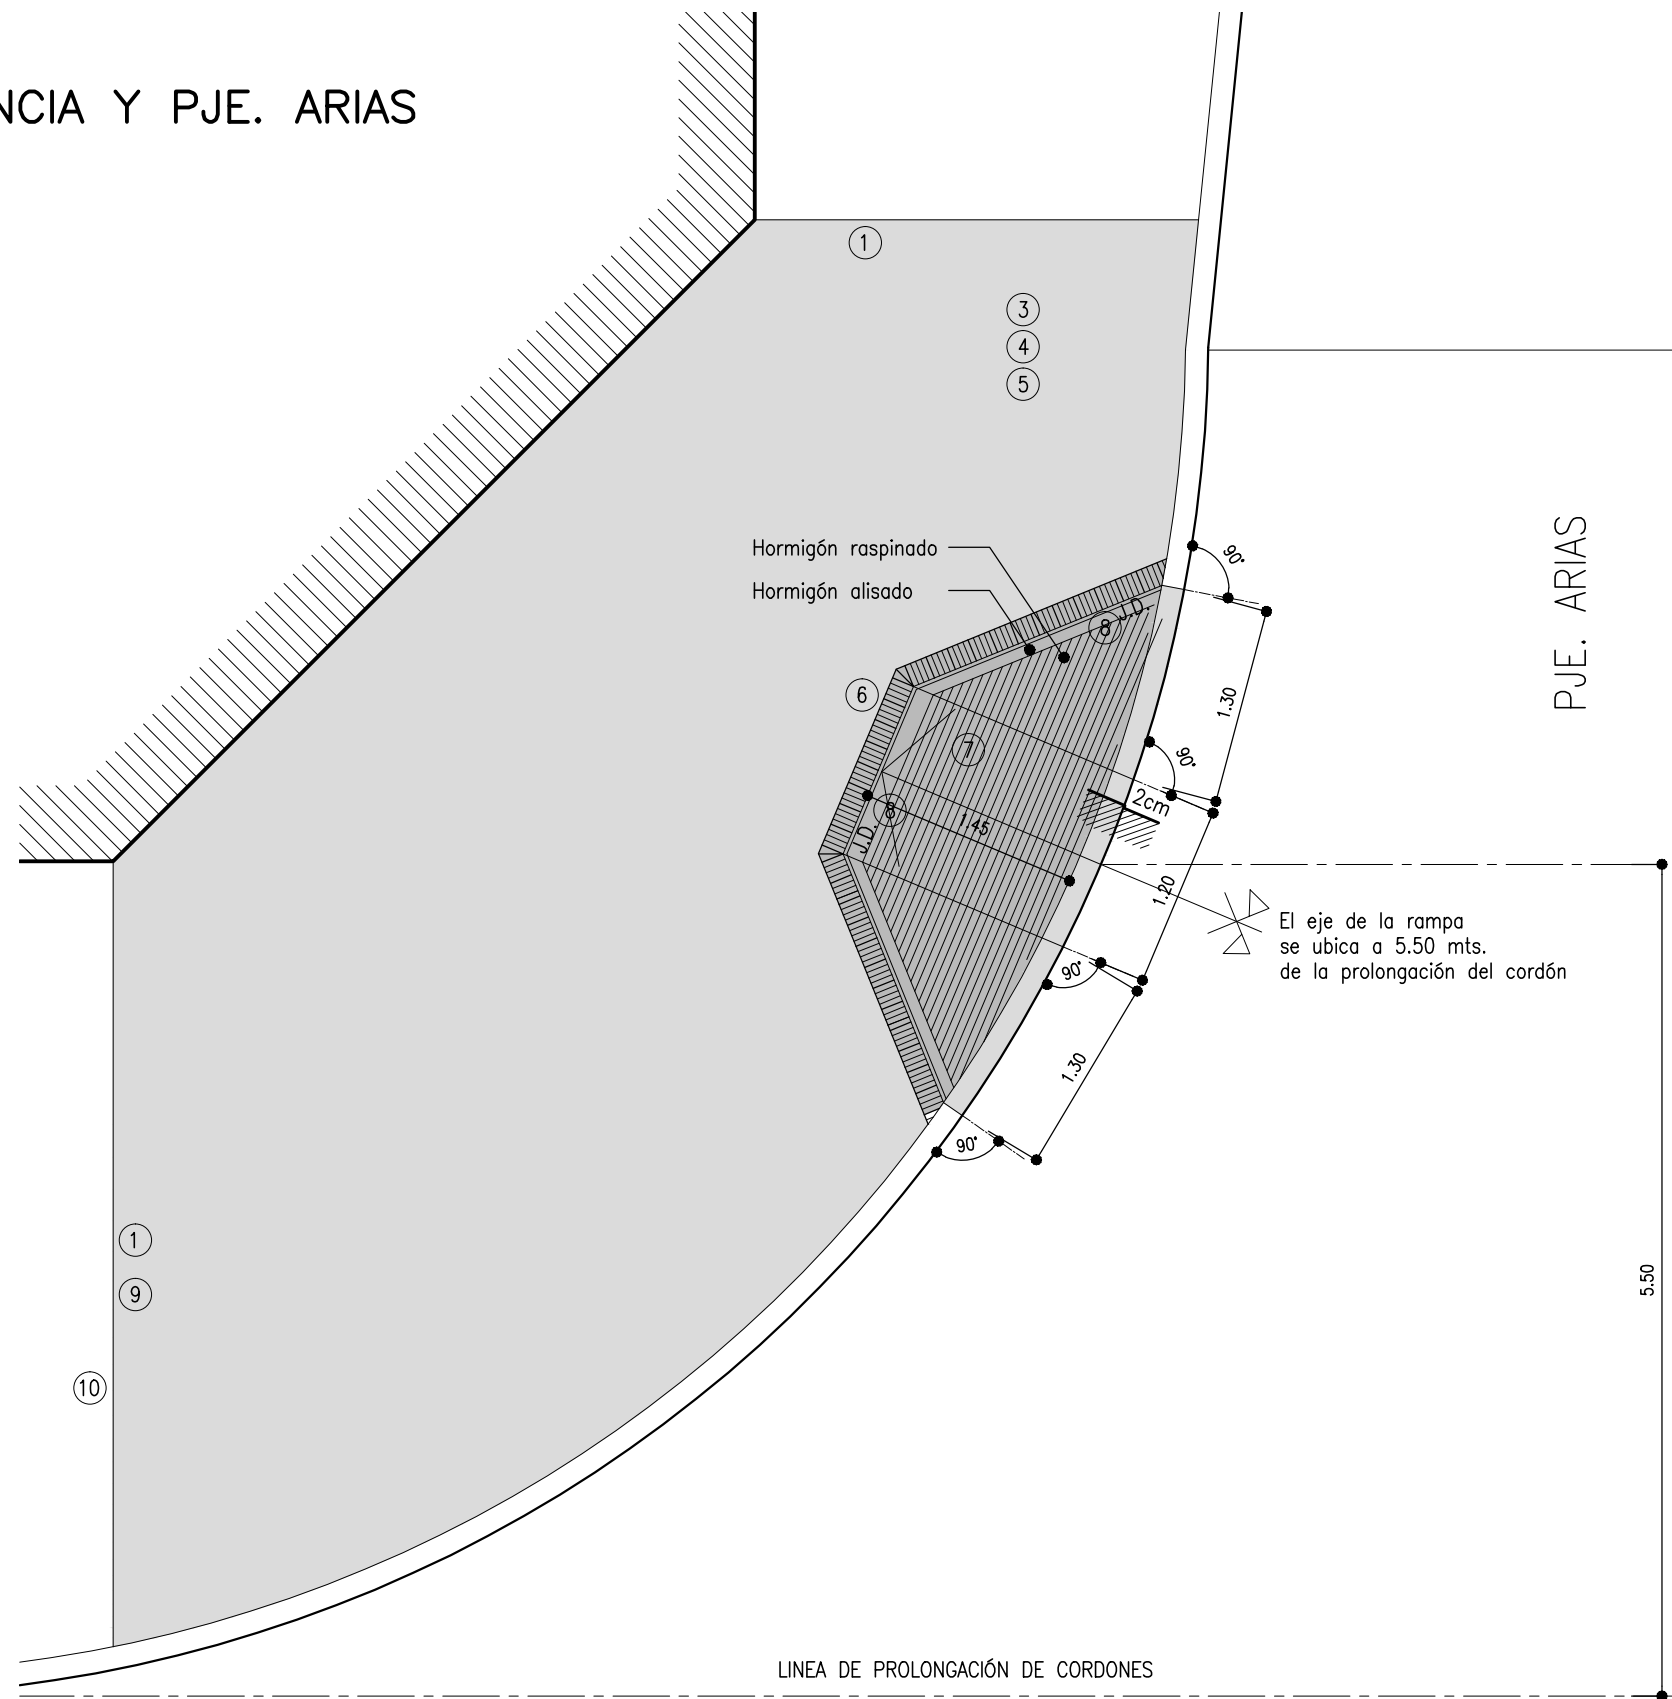 NCIA Y PJE. ARIAS
1
3
4
5
Hormigón raspinado
Hormigón alisado
90°
J.D.
8
PJE. ARIAS
6
1.30
7
90°
2cm
8
1.45
J.D.
1.20
El eje de la rampa
se ubica a 5.50 mts.
de la prolongación del cordón
90°
1.30
90°
1
9
5.50
10
LINEA DE PROLONGACIÓN DE CORDONES